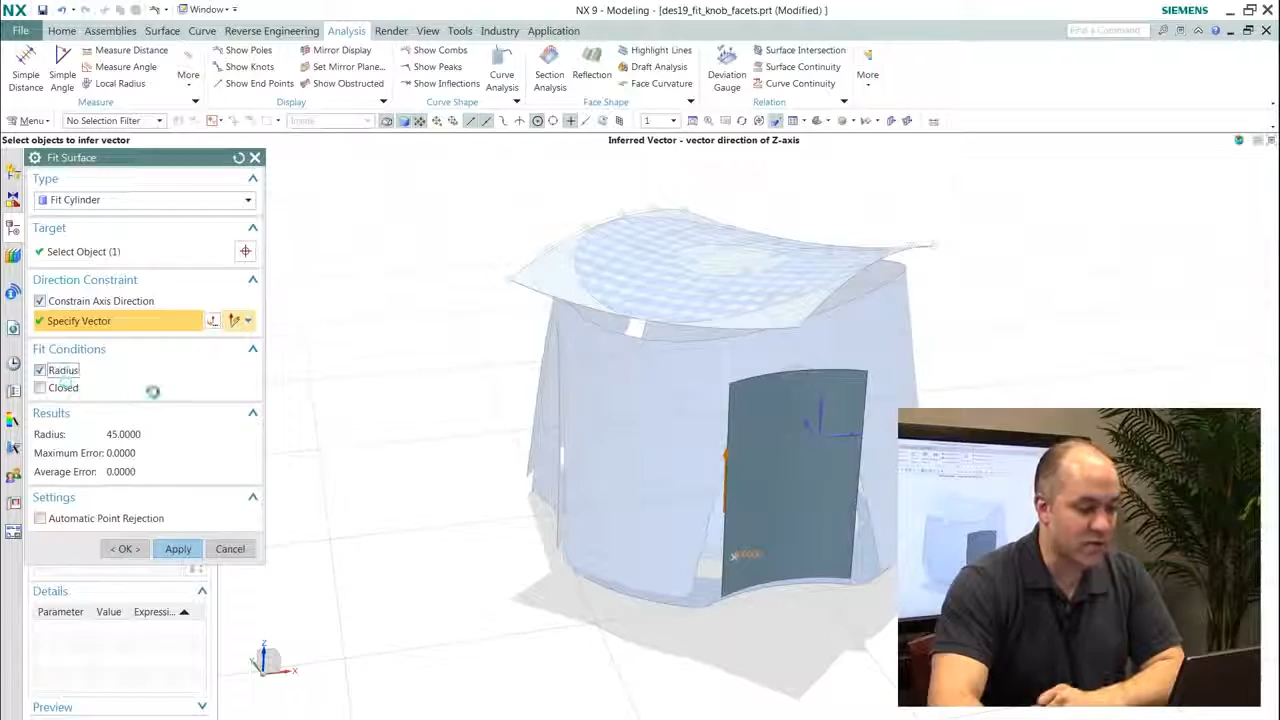 NX
Window
NX 9 - Modeling - [des19_fit_knob_facets.prt (Modified) ]
SIEMENS
File
Home
Assemblies
Surface
Curve
Reverse Engineering
Analysis
Render
View
Tools
Industry
Application
Find a Command
Simple Distance
Simple Angle
Measure Distance
Measure Angle
Local Radius
More
Show Poles
Show Knots
Show End Points
Mirror Display
Set Mirror Plane...
Show Obstructed
Show Combs
Show Peaks
Show Inflections
Curve Analysis
Section Analysis
Reflection
Highlight Lines
Draft Analysis
Face Curvature
Deviation Gauge
Surface Intersection
Surface Continuity
Curve Continuity
More
Measure
Display
Curve Shape
Face Shape
Relation
Menu
No Selection Filter
Inside
1
Select objects to infer vector
Inferred Vector - vector direction of Z-axis
Fit Surface
Type
Fit Cylinder
Target
Select Object (1)
Direction Constraint
Constrain Axis Direction
Specify Vector
Fit Conditions
Radius
Closed
Results
Radius: 45.0000
Maximum Error: 0.0000
Average Error: 0.0000
Settings
Automatic Point Rejection
< OK >
Apply
Cancel
Details
Parameter
Value
Expressi...
Preview
Z
X